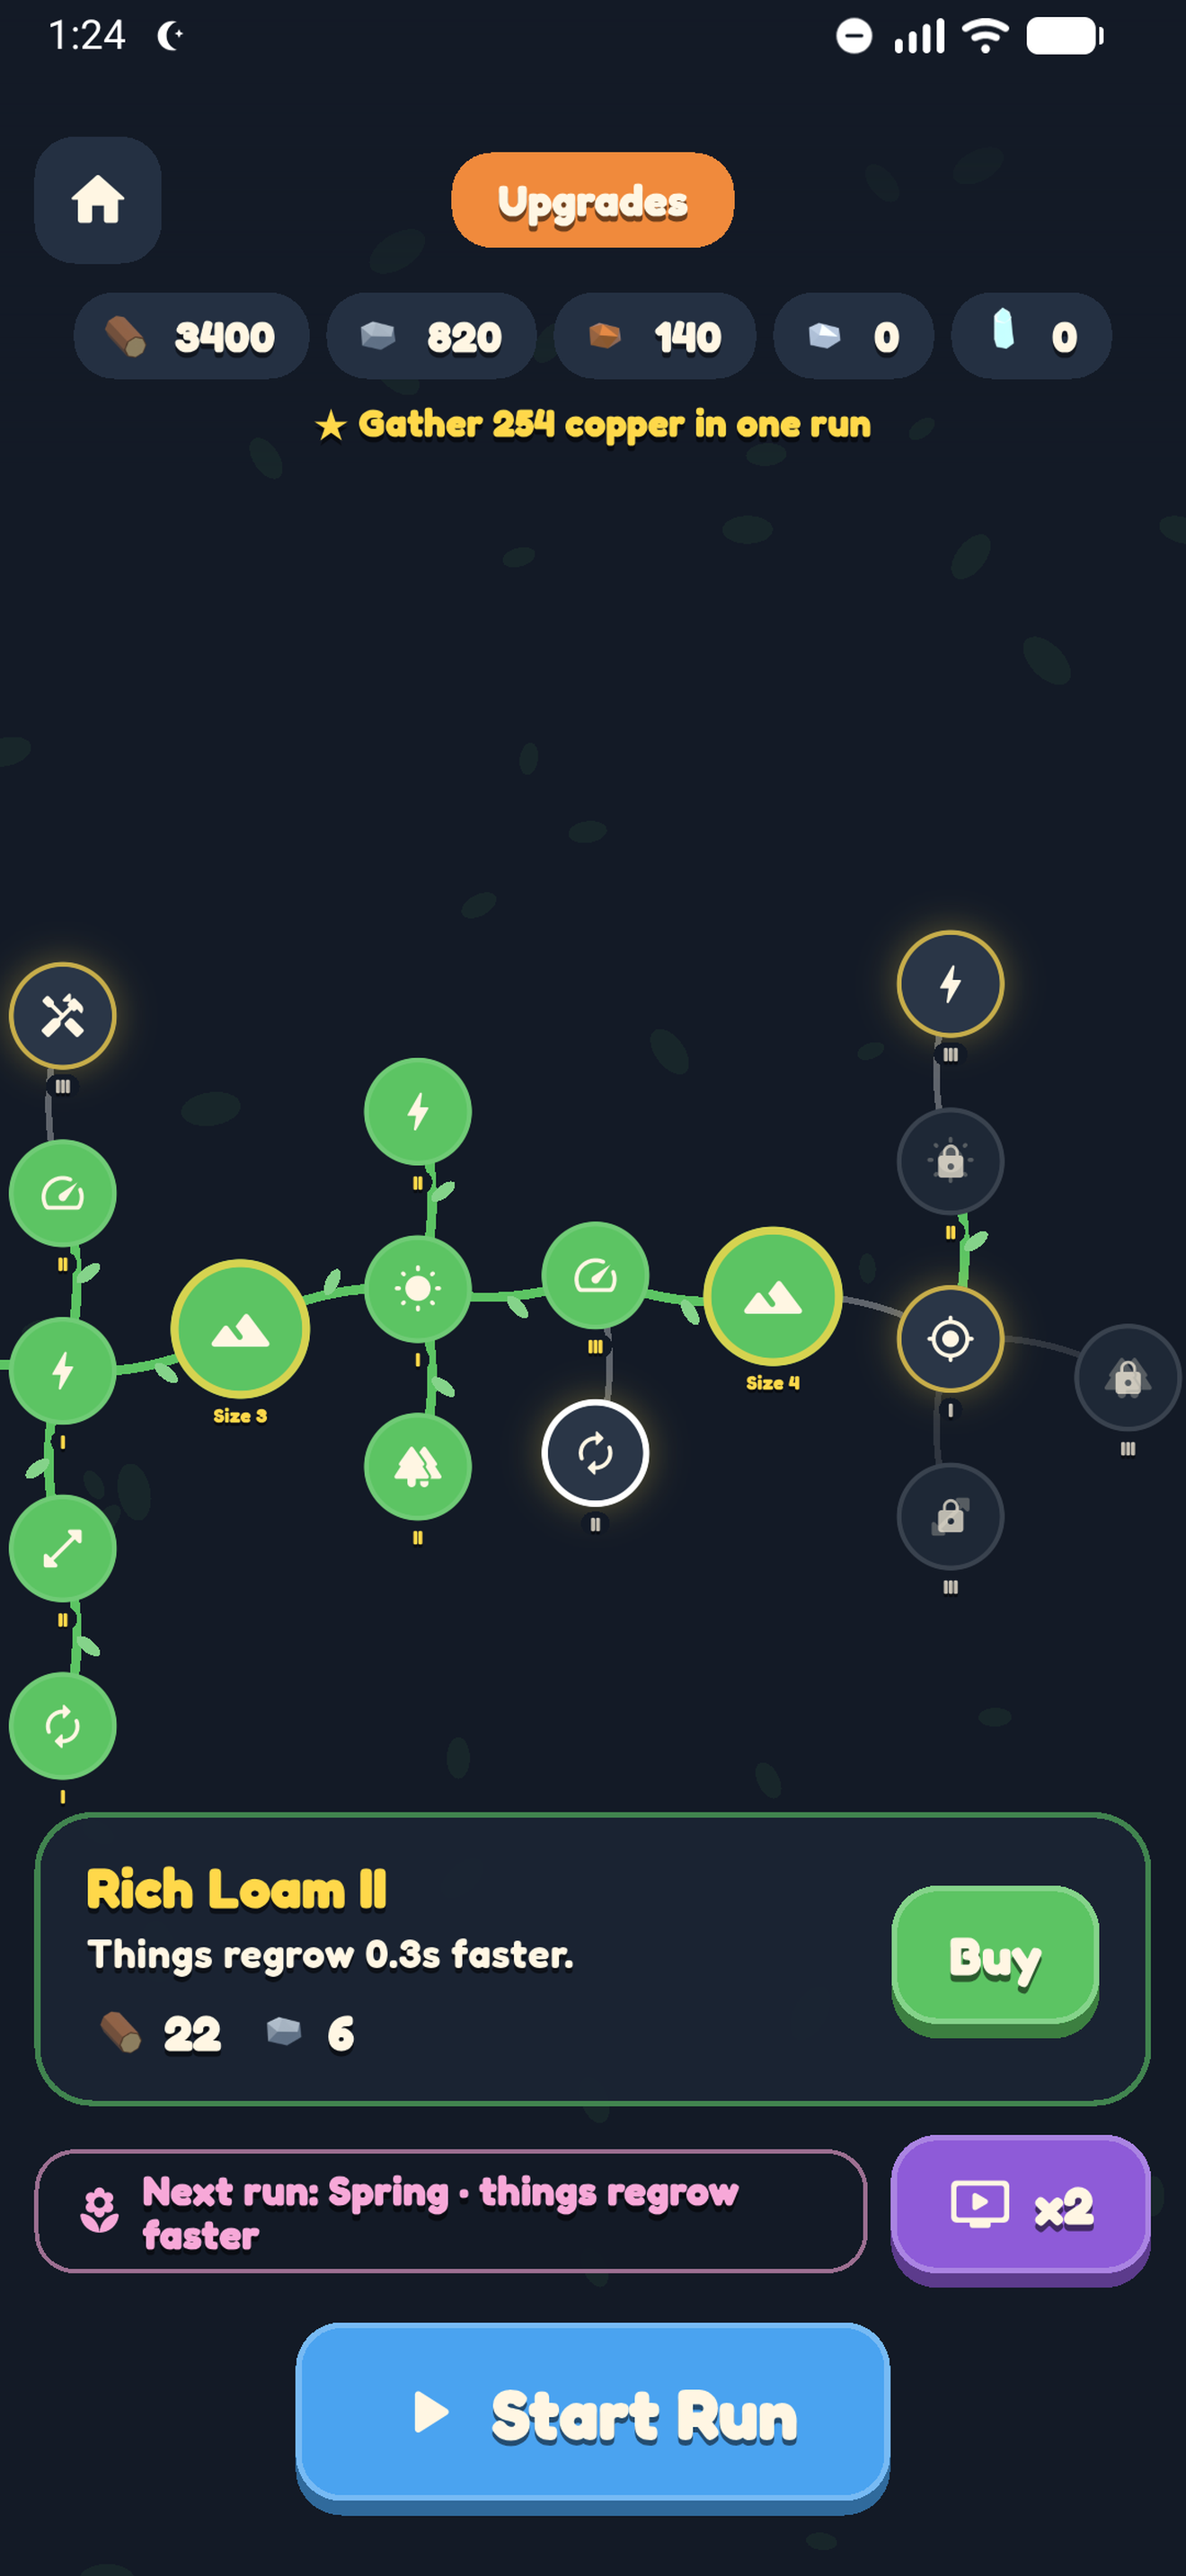 1:24
Upgrades
3400 820 140 0 0
★ Gather 254 copper in one run
III
III
II
II
II
I
III
Size 4
I
I
Size 3
III
II
II
III
II
I
Rich Loam II
Things regrow 0.3s faster.
Buy
22 6
Next run: Spring · things regrow
faster
x2
Start Run